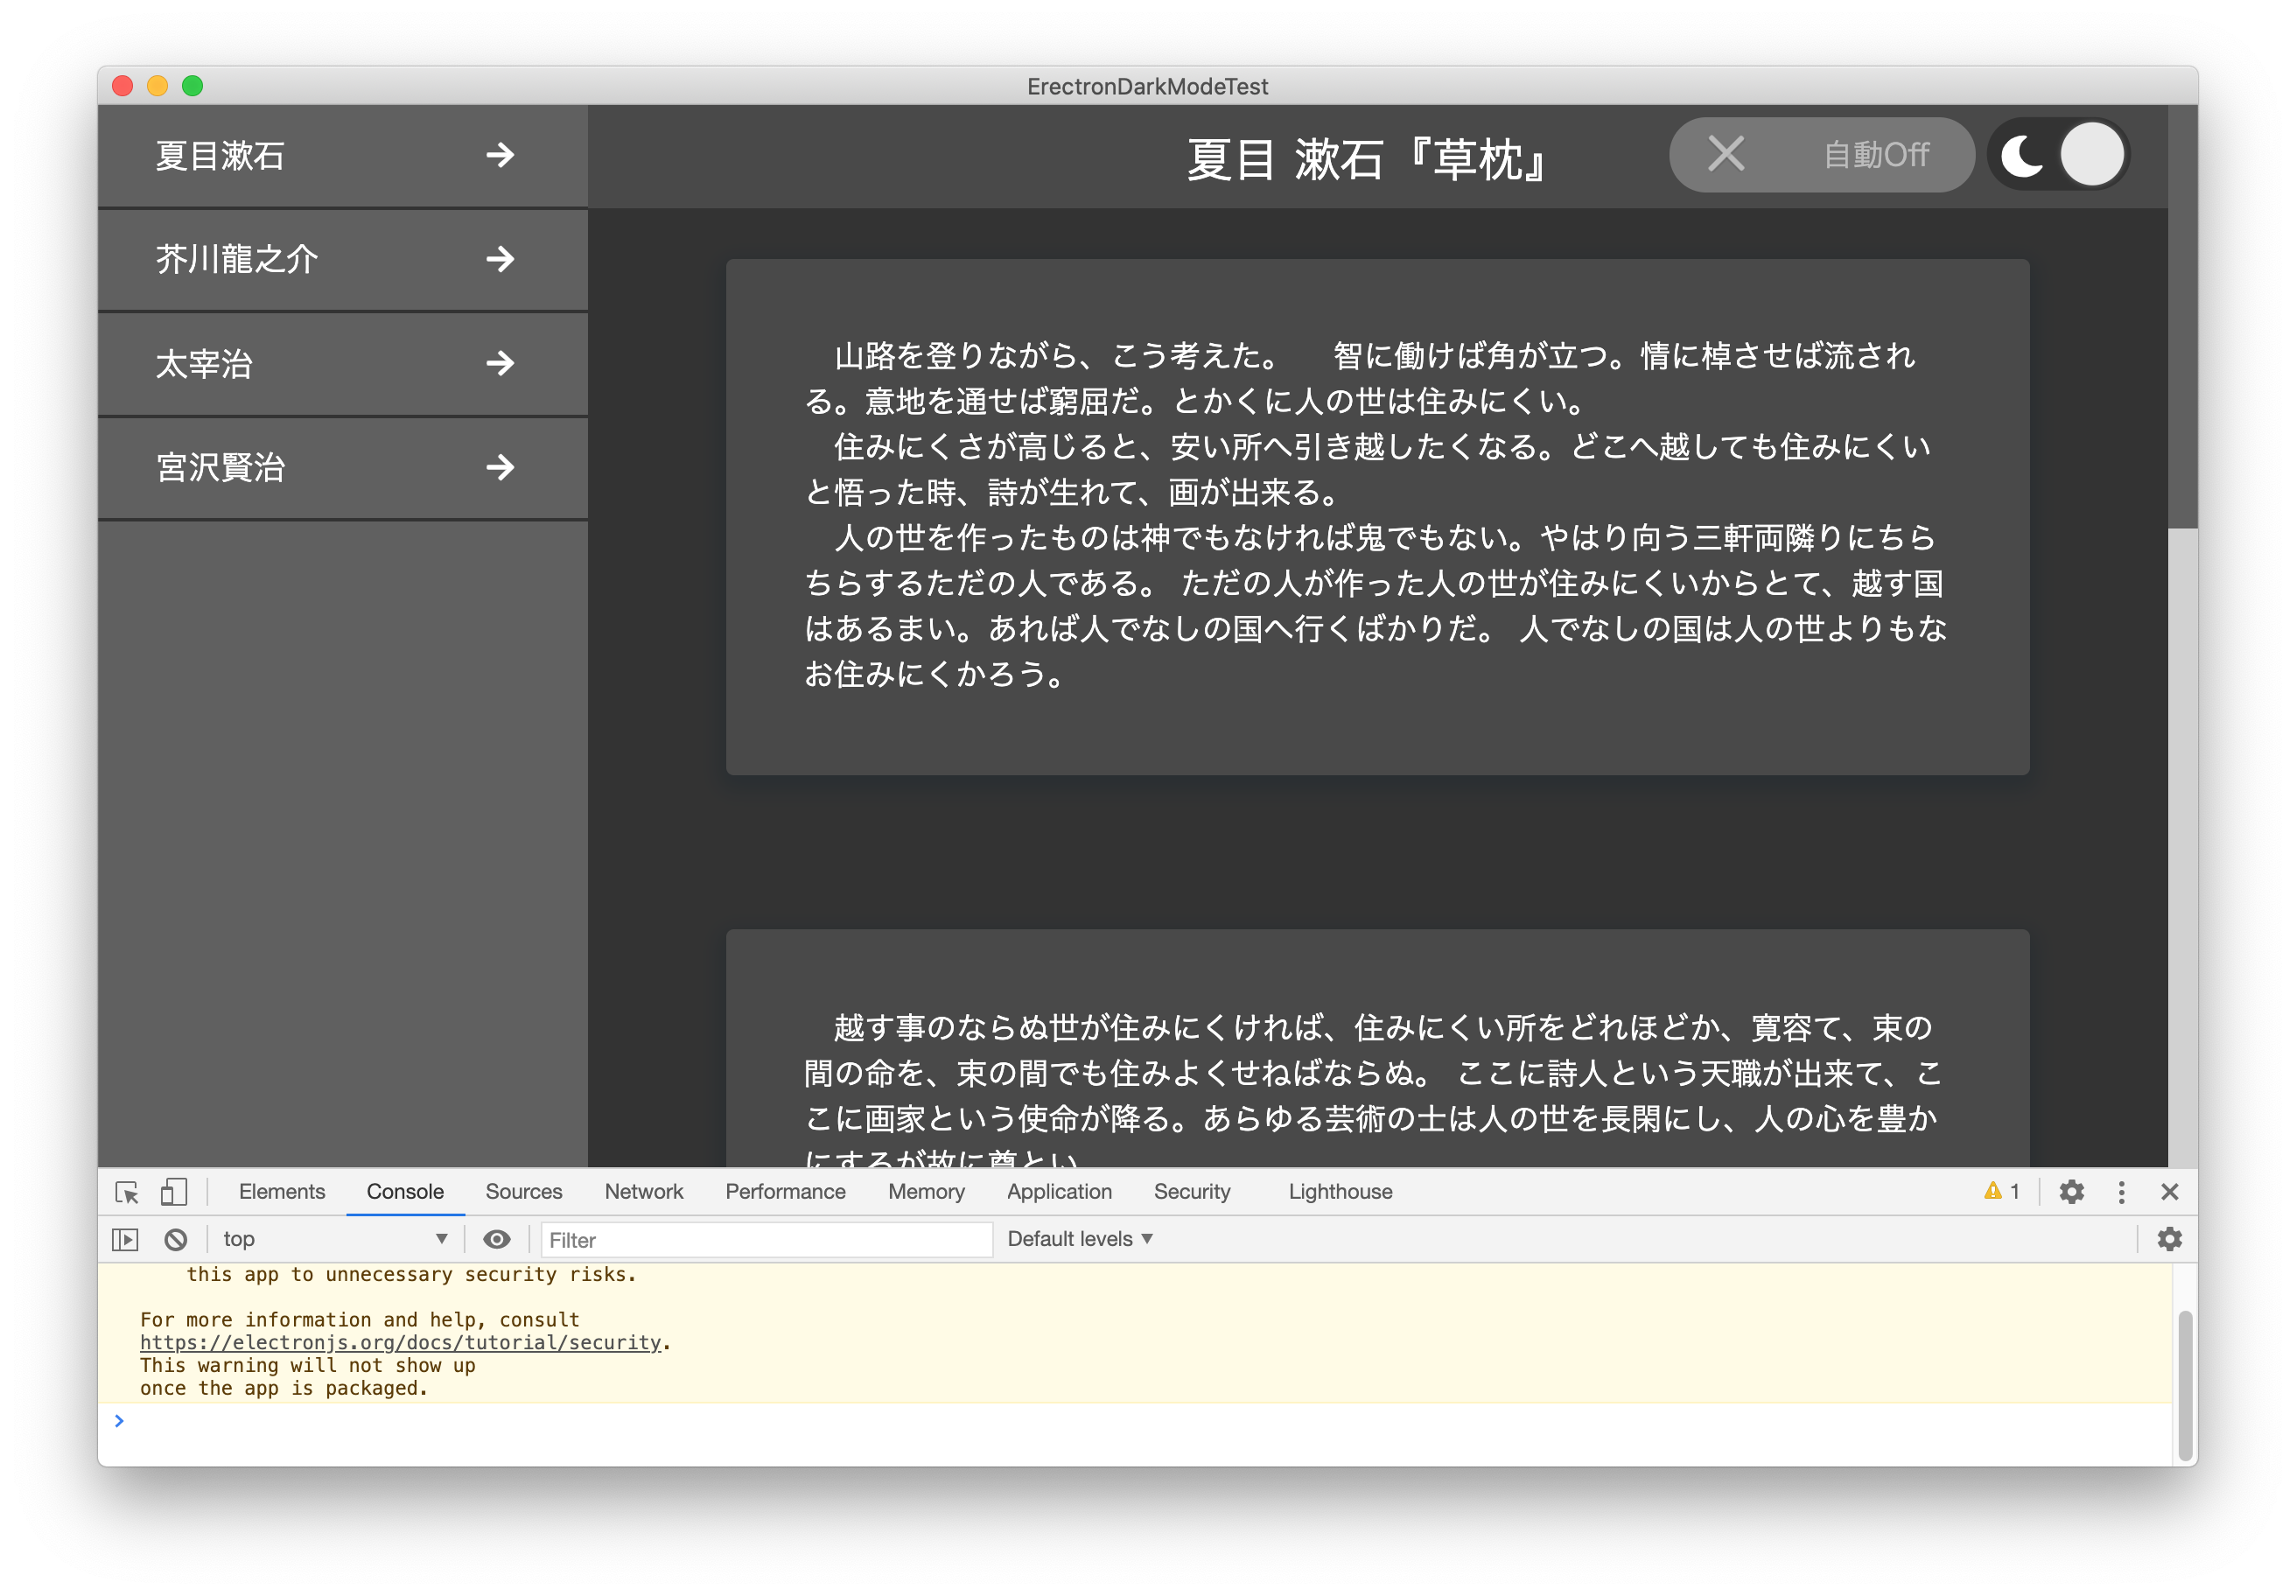 ErectronDarkModeTest
夏目漱石
芥川龍之介
太宰治
宮沢賢治
夏目 漱石『草枕』
自動Off
山路を登りながら、こう考えた。　智に働けば角が立つ。情に棹させば流され
る。意地を通せば窮屈だ。とかくに人の世は住みにくい。
住みにくさが高じると、安い所へ引き越したくなる。どこへ越しても住みにくい
と悟った時、詩が生れて、画が出来る。
人の世を作ったものは神でもなければ鬼でもない。やはり向う三軒両隣りにちら
ちらするただの人である。 ただの人が作った人の世が住みにくいからとて、越す国
はあるまい。あれば人でなしの国へ行くばかりだ。 人でなしの国は人の世よりもな
お住みにくかろう。
越す事のならぬ世が住みにくければ、住みにくい所をどれほどか、寛容て、束の
間の命を、束の間でも住みよくせねばならぬ。 ここに詩人という天職が出来て、こ
こに画家という使命が降る。あらゆる芸術の士は人の世を長閑にし、人の心を豊か
にするが故に尊とい
Elements Console Sources Network Performance Memory Application Security Lighthouse 1
top Filter Default levels
this app to unnecessary security risks.
For more information and help, consult
https://electronjs.org/docs/tutorial/security.
This warning will not show up
once the app is packaged.